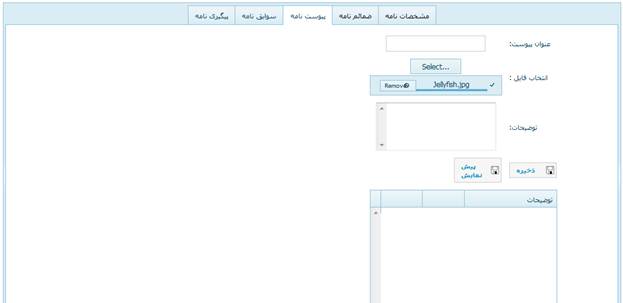 مشخصات نامه ضمائم نامه پیوست نامه سوابق نامه پیگیری نامه
عنوان پیوست:
Select...
انتخاب فایل :
Jellyfish.jpg Remove
توضیحات:
ذخیره
پیش
نمایش
توضیحات